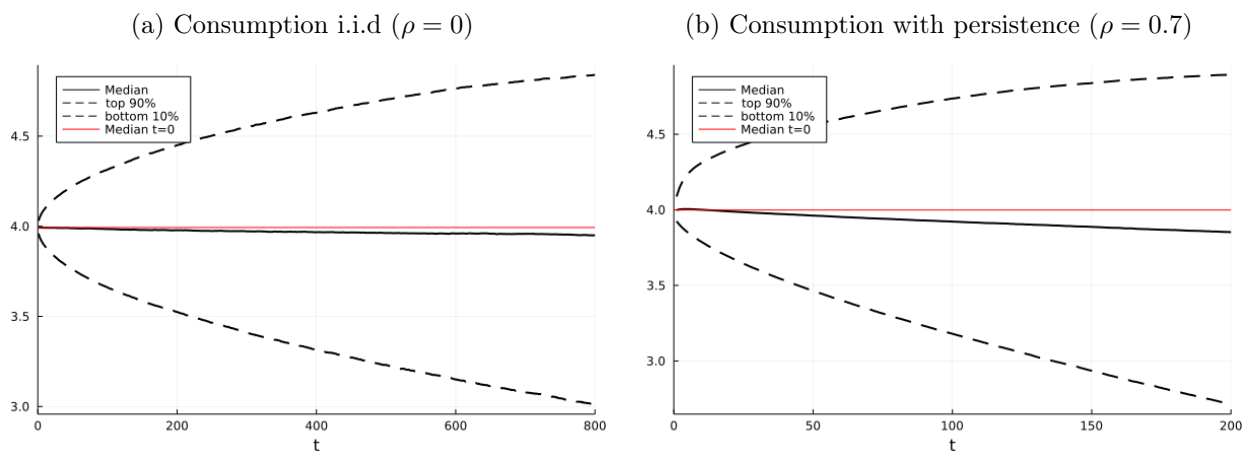 (a) Consumption i.i.d (ρ = 0)
Median
top 90%
bottom 10%
Median t=0
4.5
4.0
3.5
3.0
0 200 400 600 800
t
(b) Consumption with persistence (ρ = 0.7)
Median
top 90%
bottom 10%
Median t=0
4.5
4.0
3.5
3.0
0 50 100 150 200
t